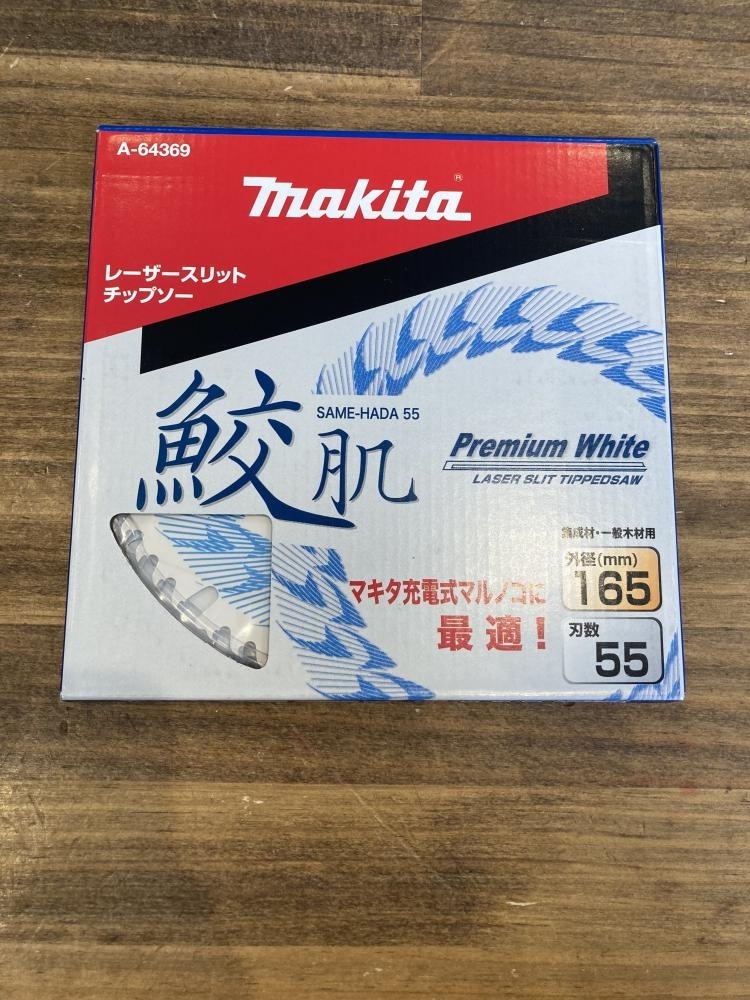 A-64369
makita®
レーザースリット
チップソー
鮫肌
SAME-HADA 55
Premium White
LASER SLIT TIPPEDSAW
集成材・一般木材用
外径(mm)
165
マキタ充電式マルノコに
最適!
刃数
55